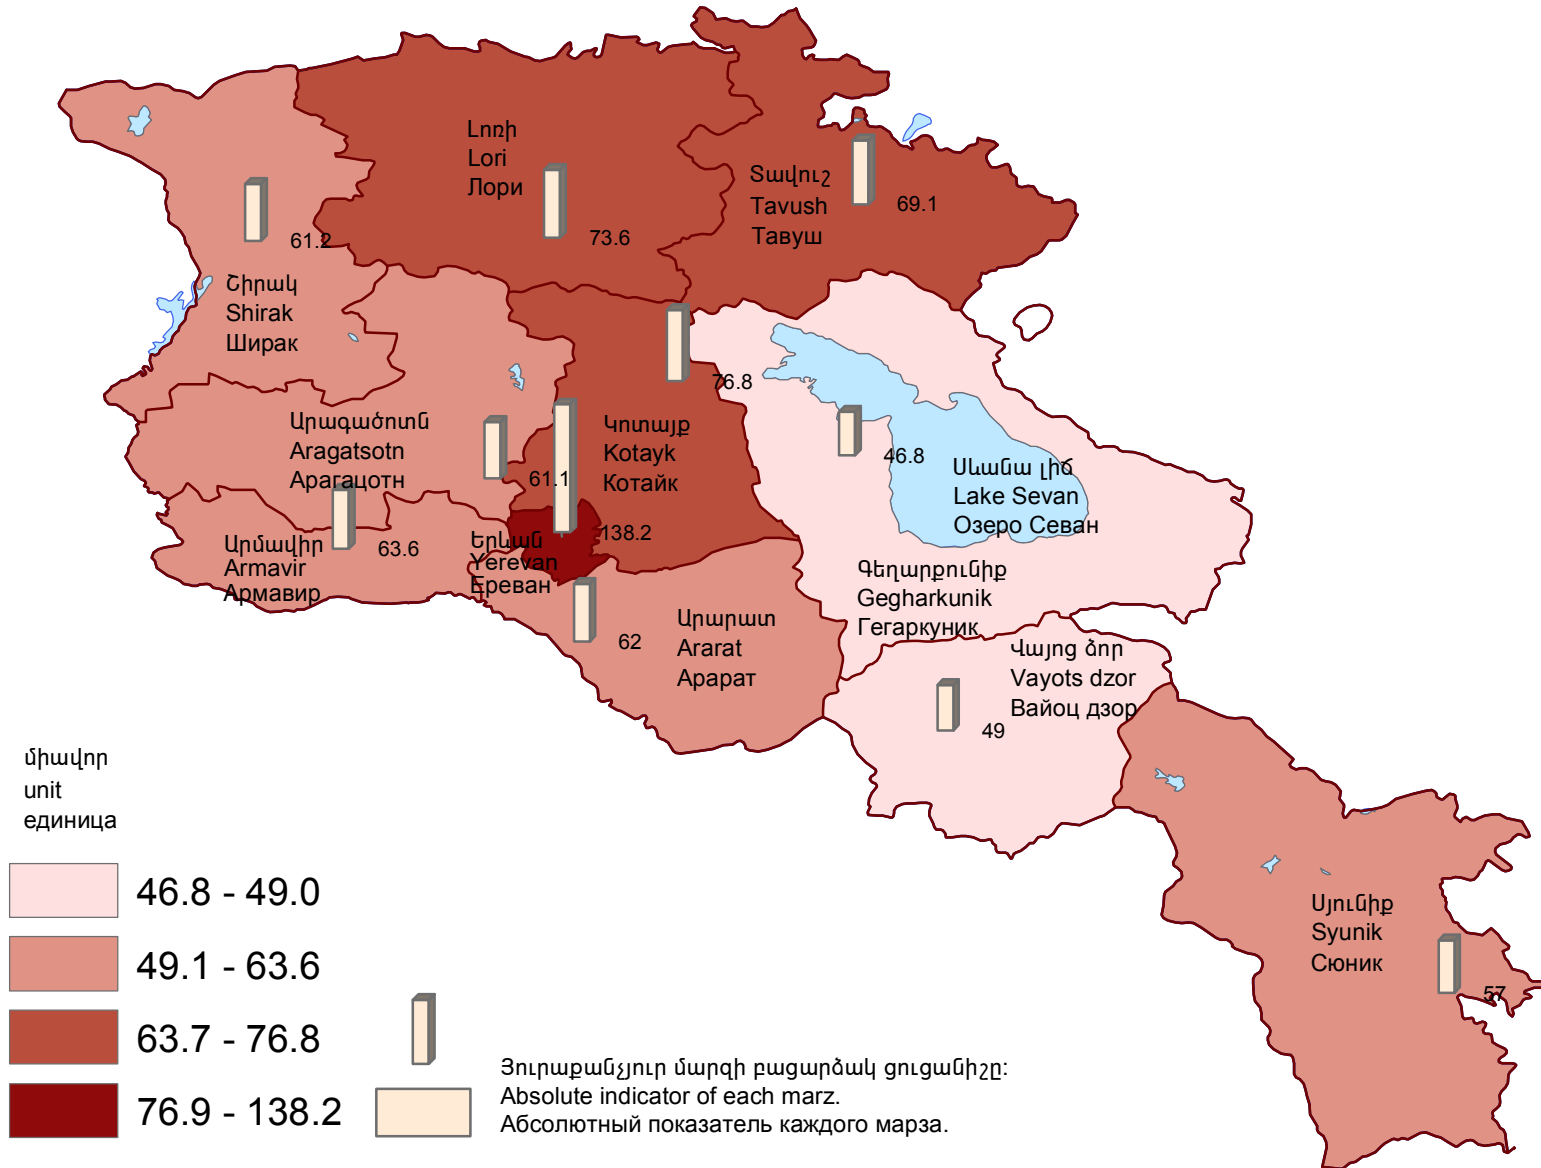 Լոռի
Lori
Лори
73.6
Տավուշ
Tavush
Тавуш
69.1
61.2
Շիրակ
Shirak
Ширак
76.8
Արագածոտն
Aragatsotn
Арагацотн
61.1
Կոտայք
Kotayk
Котайк
46.8
Սևանա լիճ
Lake Sevan
Озеро Севан
Արմավիր
Armavir
Армавир
63.6
Երևան
Yerevan
Ереван
138.2
Գեղարքունիք
Gegharkunik
Гегаркуник
62
Արարատ
Ararat
Арарат
Վայոց ձոր
Vayots dzor
Вайоц дзор
49
Սյունիք
Syunik
Сюник
57
միավոր
unit
единица
46.8 - 49.0
49.1 - 63.6
63.7 - 76.8
76.9 - 138.2
Յուրաքանչյուր մարզի բացարձակ ցուցանիշը:
Absolute indicator of each marz.
Абсолютный показатель каждого марза.